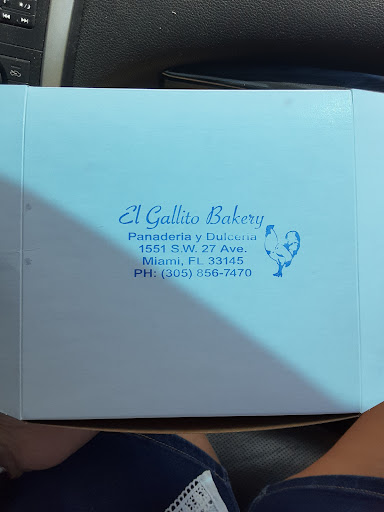 El Gallito Bakery
Panaderia y Dulceria
1551 S.W. 27 Ave.
Miami, FL 33145
PH: (305) 856-7470